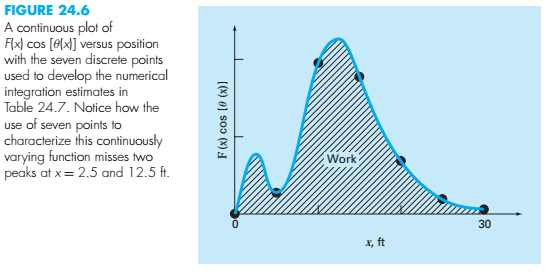 FIGURE 24.6
A continuous plot of
F(x) cos [θ(x)] versus position
with the seven discrete points
used to develop the numerical
integration estimates in
Table 24.7. Notice how the
use of seven points to
characterize this continuously
varying function misses two
peaks at x = 2.5 and 12.5 ft.
F (x) cos [θ (x)]
Work
0
30
x, ft